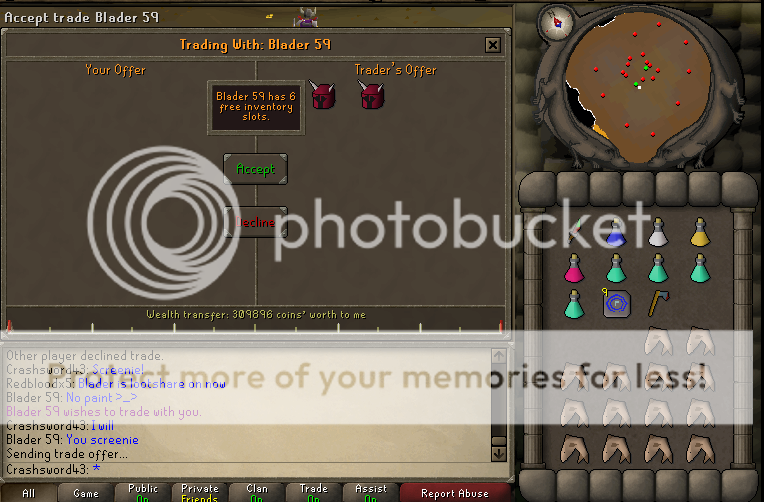 Accept trade Blader 59
Trading With: Blader 59
Your Offer
Trader's Offer
Blader 59 has 6
free inventory
slots.
Accept
Decline
photobucket
9
Wealth transfer: 309896 coins' worth to me
Protect more of your memories for less!
Other player declined trade.
Crashsword43: Screenie!
Redblood x5: Blader is lootshare on now
Blader 59: No paint >_>
Blader 59 wishes to trade with you.
Crashsword43: I will
Blader 59: You screenie
Sending trade offer...
Crashsword43: *
All
Game
Public
On
Private
Friends
Clan
On
Trade
On
Assist
On
Report Abuse